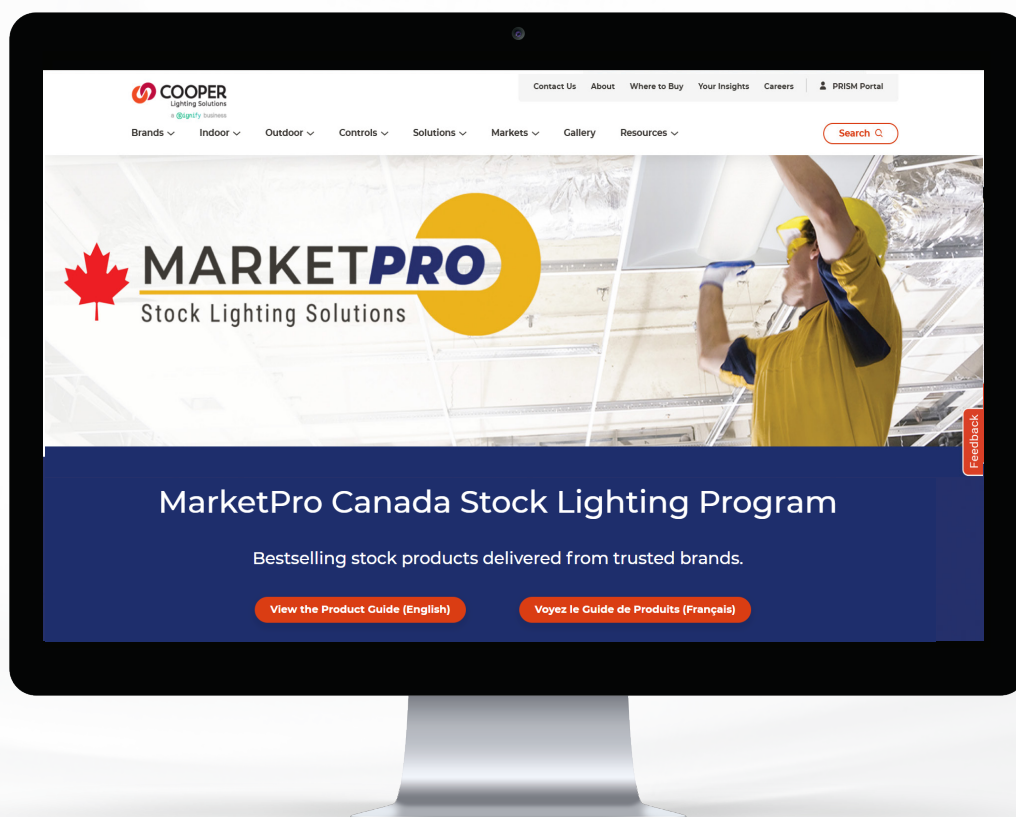 COOPER
Lighting Solutions
a Signify business
Contact Us About Where to Buy Your Insights Careers PRISM Portal
Brands Indoor Outdoor Controls Solutions Markets Gallery Resources Search
MARKETPRO
Stock Lighting Solutions
Feedback
MarketPro Canada Stock Lighting Program
Bestselling stock products delivered from trusted brands.
View the Product Guide (English) Voyez le Guide de Produits (Français)